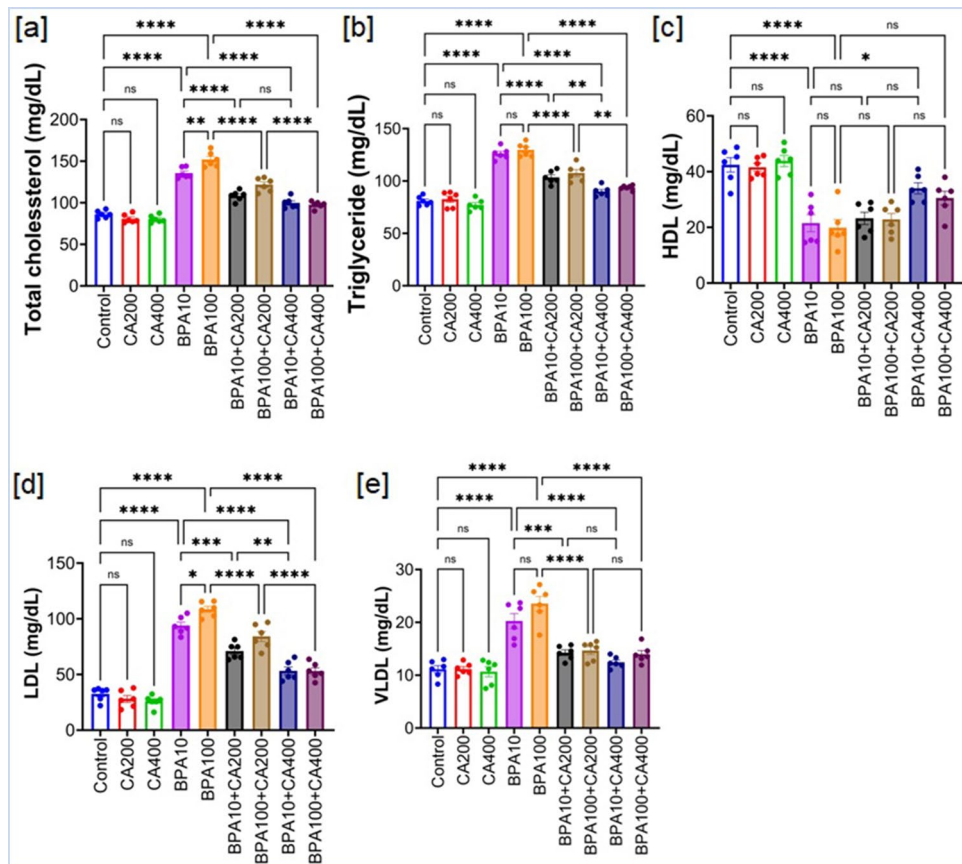 [a]
**** ****
**** ****
ns **** ns
ns ** **** ****
Total cholessterol (mg/dL)
200
150
100
50
0
Control
CA200
CA400
BPA10
BPA100
BPA10+CA200
BPA100+CA200
BPA10+CA400
BPA100+CA400
[b]
**** ****
**** ****
ns **** **
ns ns **** **
Triglyceride (mg/dL)
150
100
50
0
Control
CA200
CA400
BPA10
BPA100
BPA10+CA200
BPA100+CA200
BPA10+CA400
BPA100+CA400
[c]
**** ns
**** *
ns ns ns
ns ns ns ns
HDL (mg/dL)
60
40
20
0
Control
CA200
CA400
BPA10
BPA100
BPA10+CA200
BPA100+CA200
BPA10+CA400
BPA100+CA400
[d]
**** ****
**** ****
ns *** **
ns * **** ****
LDL (mg/dL)
150
100
50
0
Control
CA200
CA400
BPA10
BPA100
BPA10+CA200
BPA100+CA200
BPA10+CA400
BPA100+CA400
[e]
**** ****
**** ****
ns *** ns
ns ns **** ns
VLDL (mg/dL)
30
20
10
0
Control
CA200
CA400
BPA10
BPA100
BPA10+CA200
BPA100+CA200
BPA10+CA400
BPA100+CA400